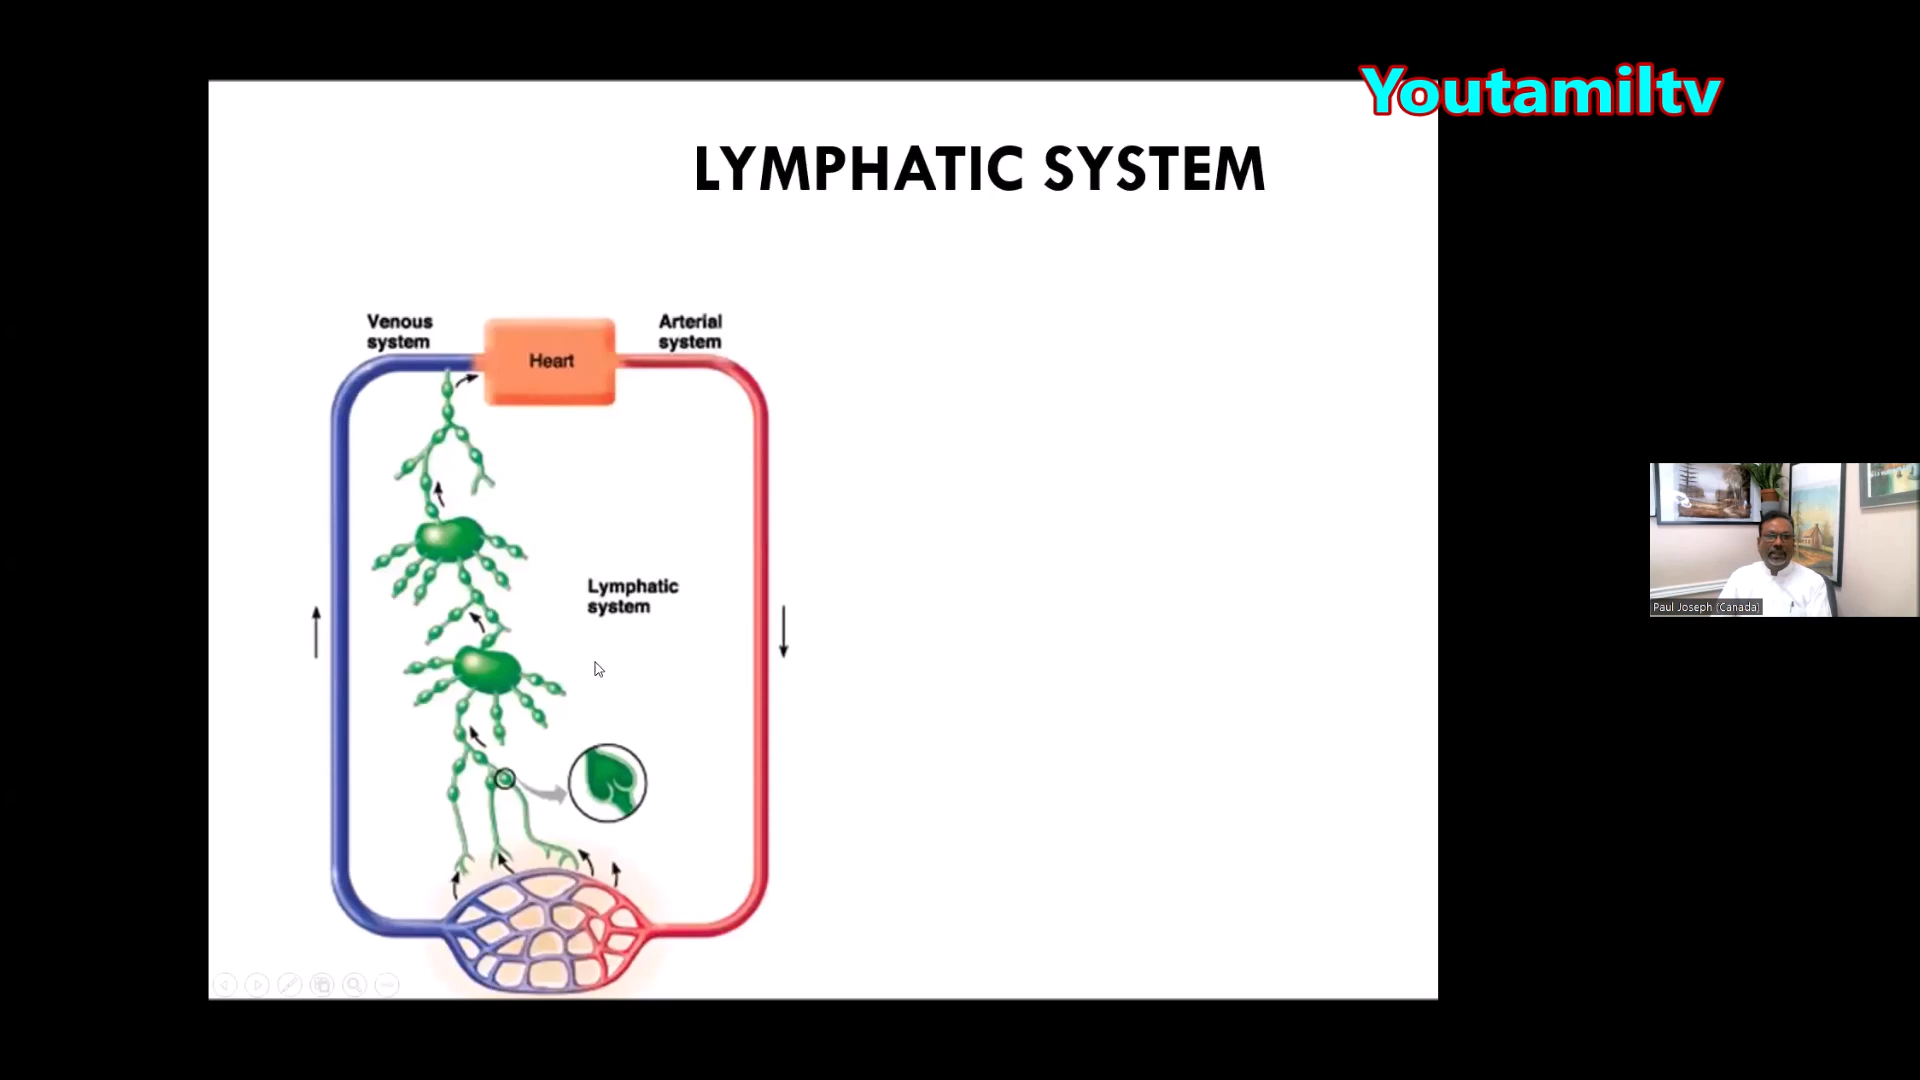 Youtamiltv
LYMPHATIC SYSTEM
Venous
system
Heart
Arterial
system
Lymphatic
system
Paul Joseph (Canada)